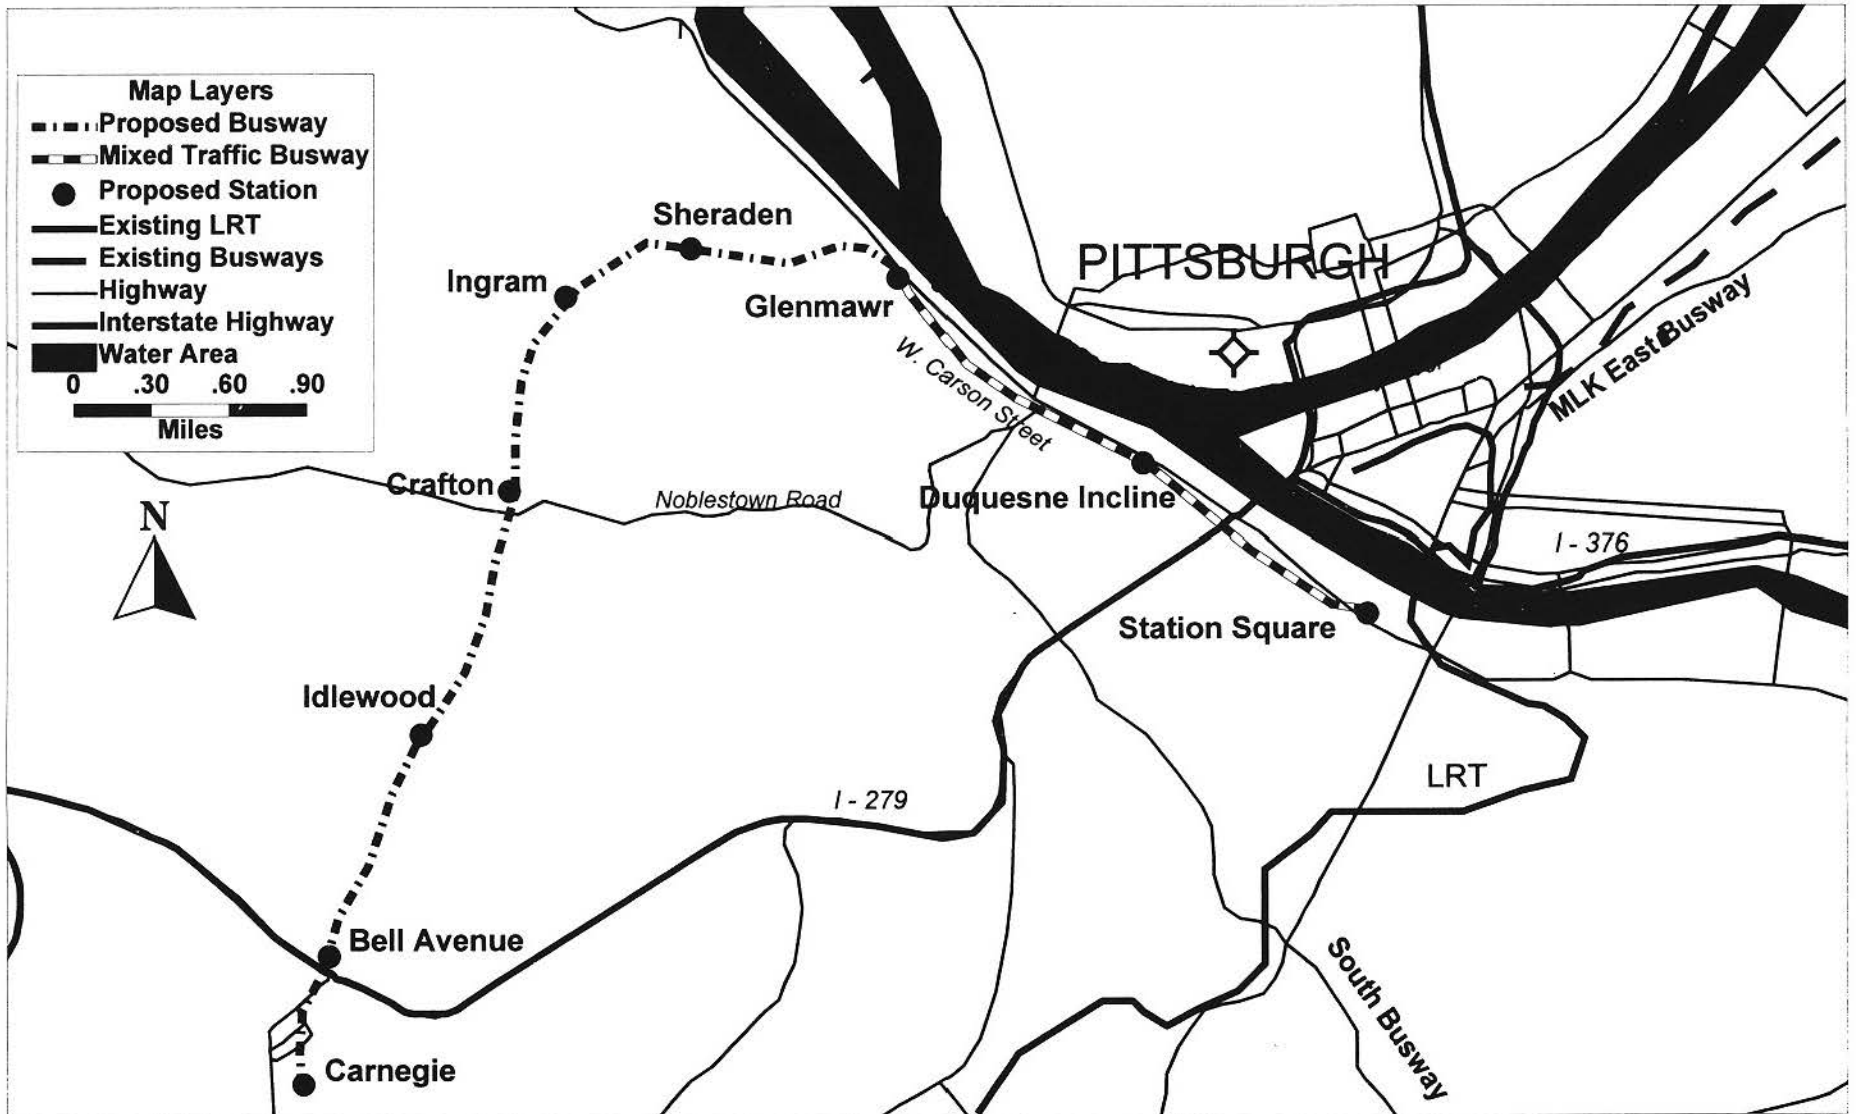 Map Layers
Proposed Busway
Mixed Traffic Busway
Proposed Station
Existing LRT
Existing Busways
Highway
Interstate Highway
Water Area
0 .30 .60 .90
Miles
N
Sheraden
Ingram
Glenmawr
PITTSBURGH
W. Carson Street
MLK East Busway
Crafton
Noblestown Road
Duquesne Incline
I - 376
Station Square
Idlewood
LRT
I - 279
Bell Avenue
South Busway
Carnegie